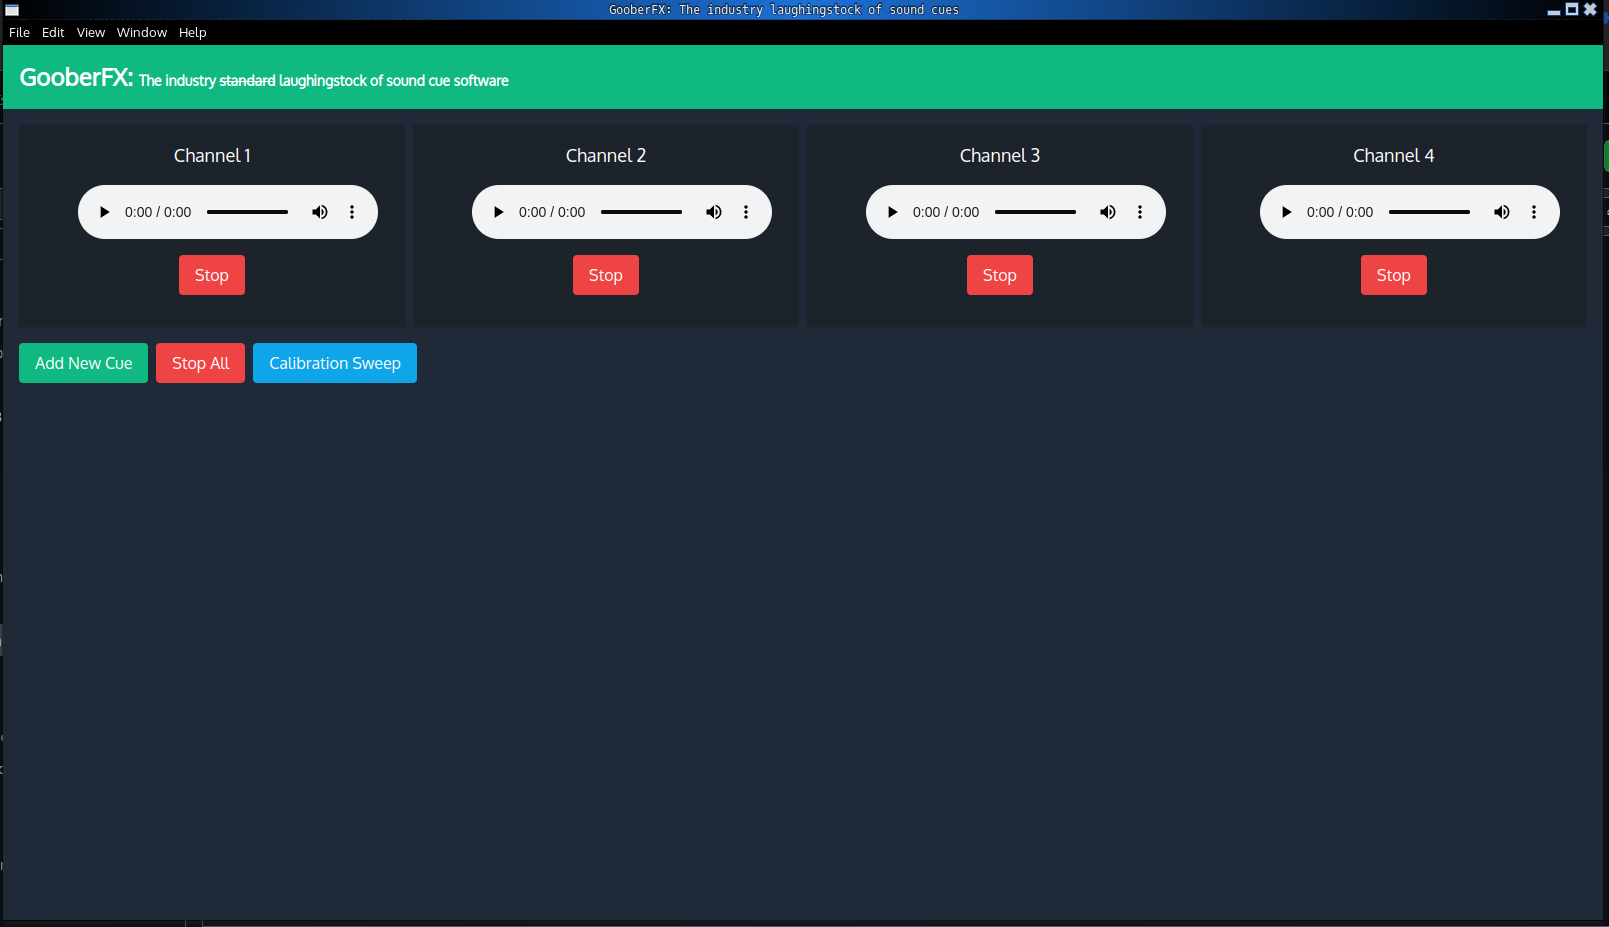 GooberFX: The industry laughingstock of sound cues
File Edit View Window Help
GooberFX: The industry standard laughingstock of sound cue software
Channel 1
0:00 / 0:00
Stop
Channel 2
0:00 / 0:00
Stop
Channel 3
0:00 / 0:00
Stop
Channel 4
0:00 / 0:00
Stop
Add New Cue Stop All Calibration Sweep